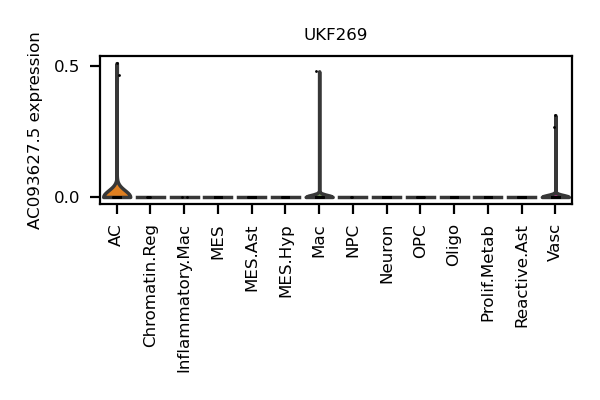 UKF269
AC093627.5 expression
0.5
0.0
AC
Chromatin.Reg
Inflammatory.Mac
MES
MES.Ast
MES.Hyp
Mac
NPC
Neuron
OPC
Oligo
Prolif.Metab
Reactive.Ast
Vasc